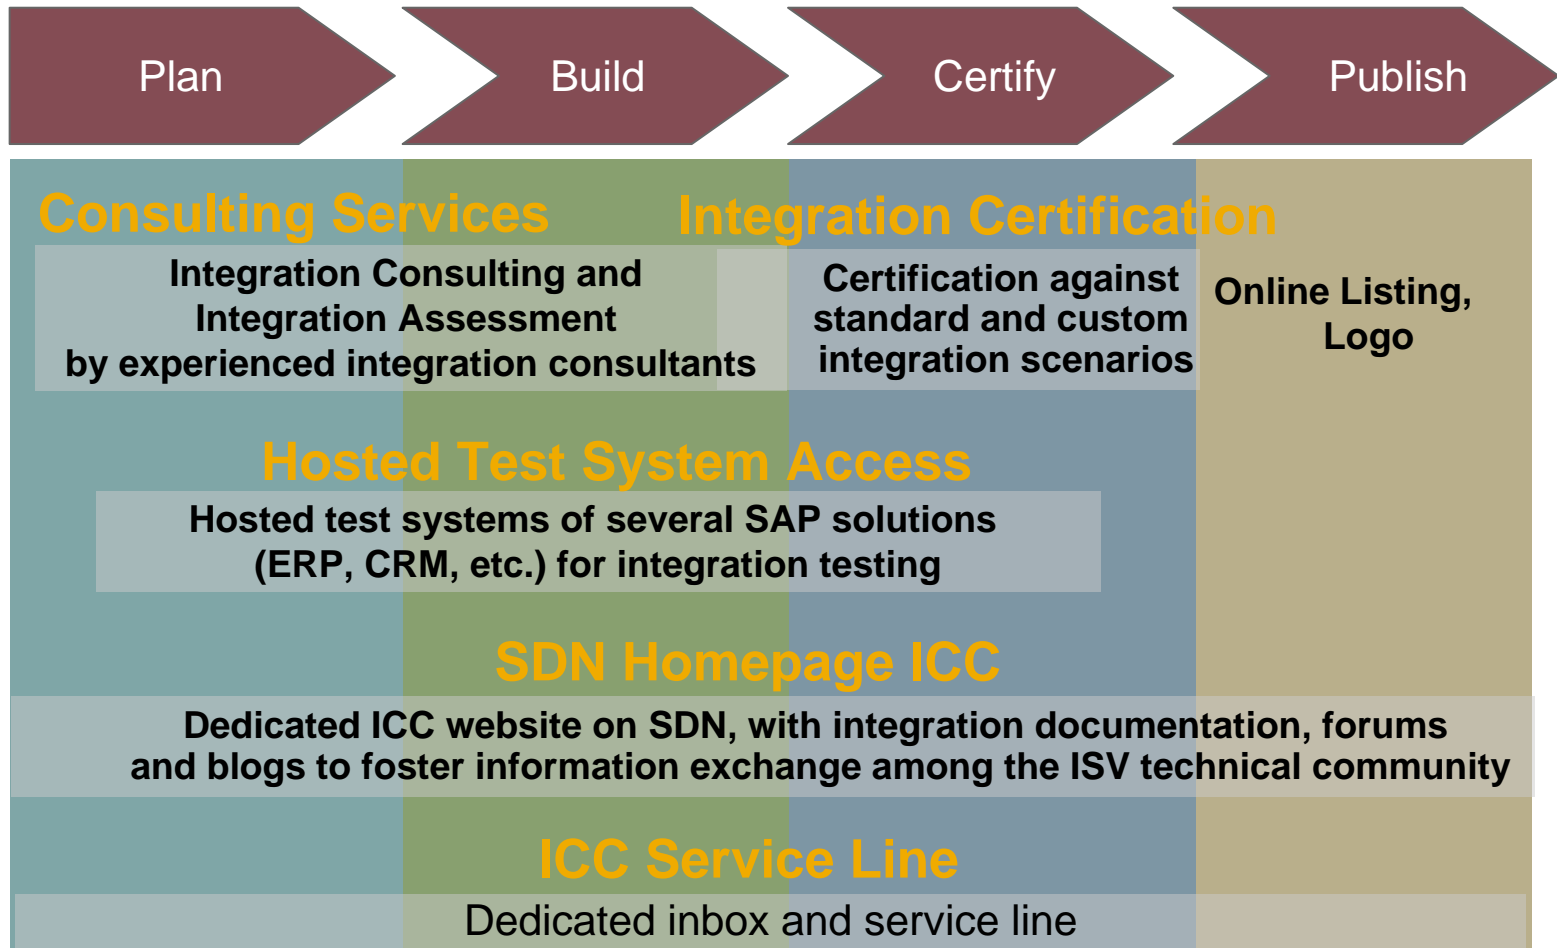 Plan
Build
Certify
Publish
Consulting Services
Integration Consulting and
Integration Assessment
by experienced integration consultants
Integration Certification
Certification against
standard and custom
integration scenarios
Online Listing,
Logo
Hosted Test System Access
Hosted test systems of several SAP solutions
(ERP, CRM, etc.) for integration testing
SDN Homepage ICC
Dedicated ICC website on SDN, with integration documentation, forums
and blogs to foster information exchange among the ISV technical community
ICC Service Line
Dedicated inbox and service line